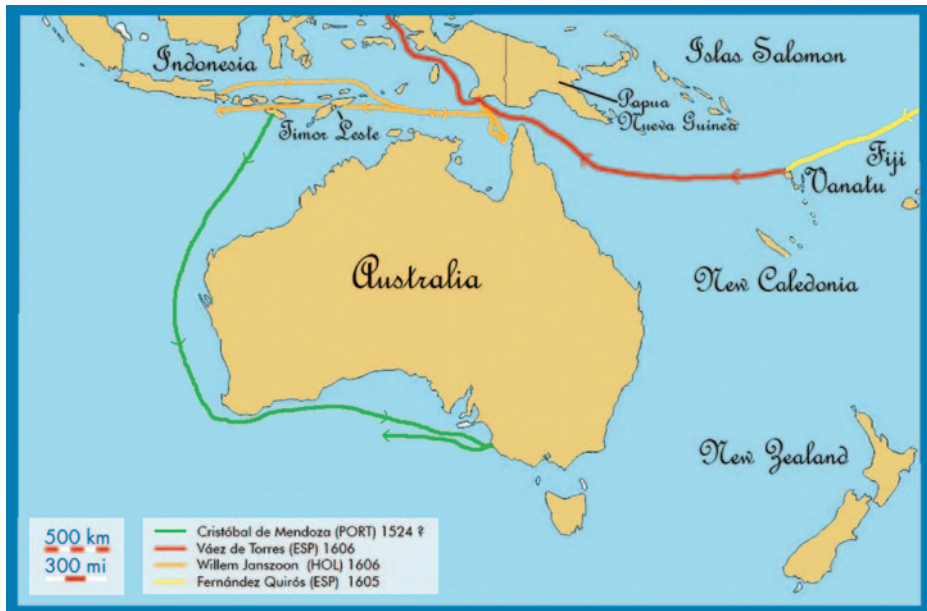 Islas Salomon
Indonesia
Papua
Nueva Guinea
Timor Leste
Fiji
Vanatu
Australia
New Caledonia
New Zealand
500 km
300 mi
Cristóbal de Mendoza (PORT) 1524 ?
Váez de Torres (ESP) 1606
Willem Janszoon (HOL) 1606
Fernández Quirós (ESP) 1605